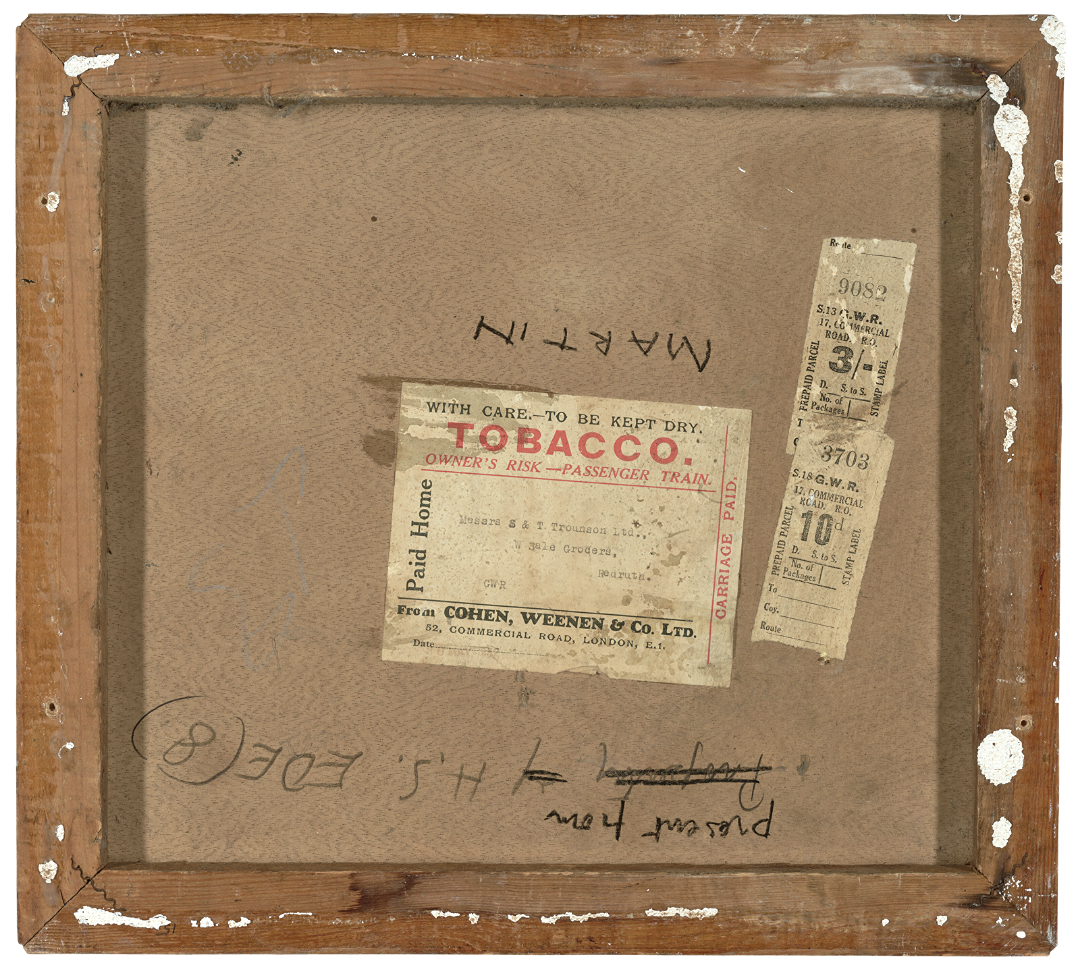 MARTIN
WITH CARE.—TO BE KEPT DRY.
TOBACCO.
OWNER'S RISK—PASSENGER TRAIN.
Paid Home
CARRIAGE PAID.
Messrs S & T Trounson Ltd.,
W Sale Grocers,
Redruth.
GWR
From COHEN, WEENEN & Co. LTD.
52, COMMERCIAL ROAD, LONDON, E.1.
Date
Route
9082
S.13 G.W.R.
17, COMMERCIAL
ROAD, R.O.
PREPAID PARCEL
3/-
STAMP LABEL
D. S. to S.
No. of
Packages
T
C
3703
S.18 G.W.R.
17, COMMERCIAL
ROAD, R.O.
PREPAID PARCEL
10d
STAMP LABEL
D. S. to S.
No. of
Packages
To
Coy.
Route
present from
Property of H.S. EDE (8)